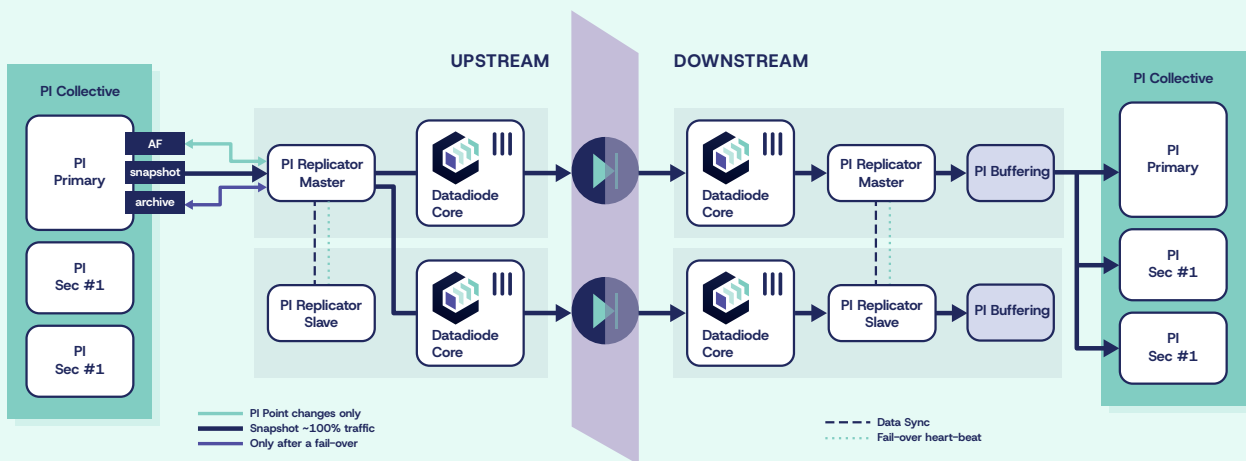 UPSTREAM
DOWNSTREAM
PI Collective
PI
Primary
AF
snapshot
archive
PI
Sec #1
PI
Sec #1
PI Replicator
Master
Datadiode
Core
PI Replicator
Slave
Datadiode
Core
Datadiode
Core
PI Replicator
Master
PI Buffering
Datadiode
Core
PI Replicator
Slave
PI Buffering
PI Collective
PI
Primary
PI
Sec #1
PI
Sec #1
PI Point changes only
Snapshot ~100% traffic
Only after a fail-over
Data Sync
Fail-over heart-beat